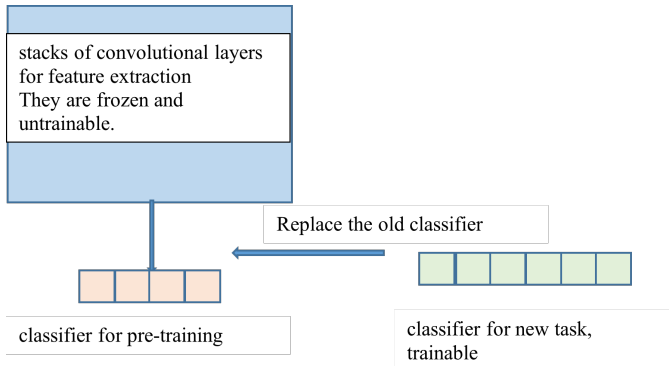 stacks of convolutional layers
for feature extraction
They are frozen and
untrainable.
Replace the old classifier
classifier for pre-training
classifier for new task,
trainable